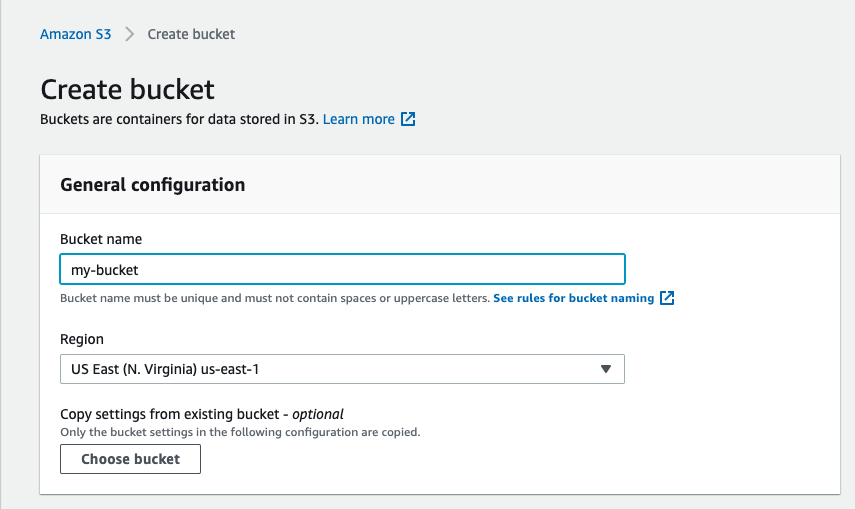 Amazon S3 > Create bucket
Create bucket
Buckets are containers for data stored in S3. Learn more
General configuration
Bucket name
my-bucket
Bucket name must be unique and must not contain spaces or uppercase letters. See rules for bucket naming
Region
US East (N. Virginia) us-east-1
Copy settings from existing bucket - optional
Only the bucket settings in the following configuration are copied.
Choose bucket